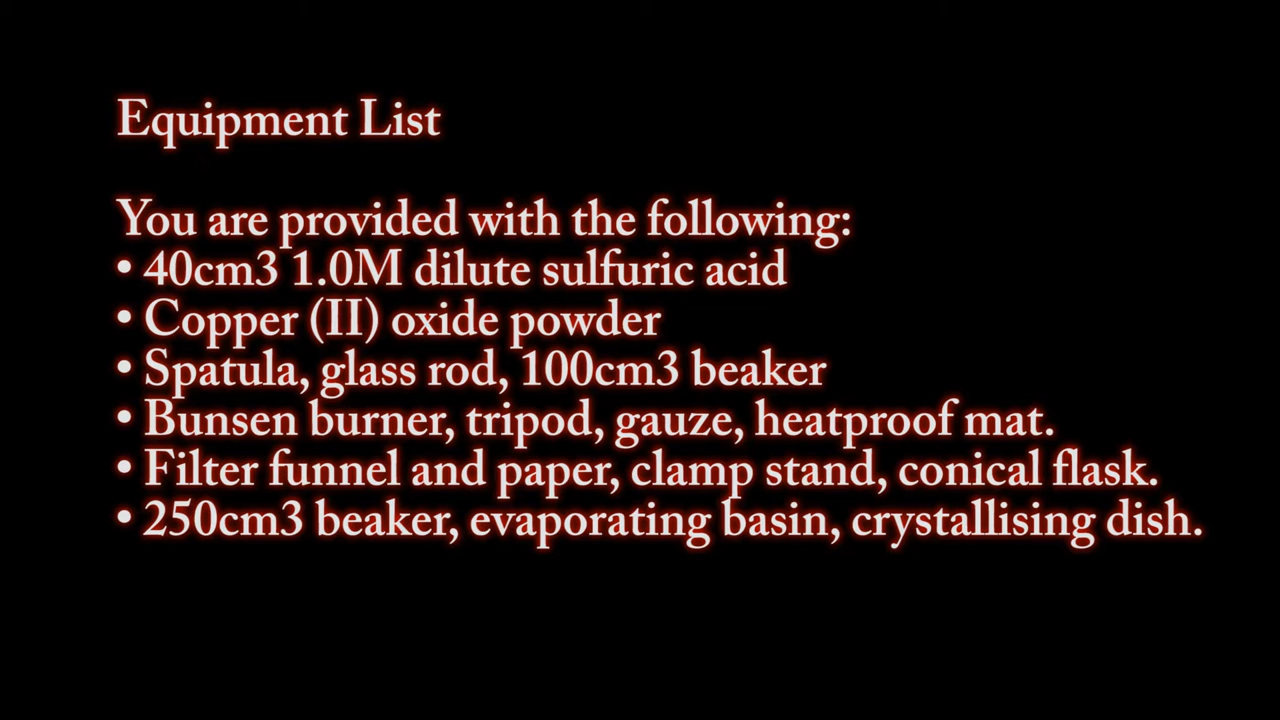 Equipment List
You are provided with the following:
• 40cm3 1.0M dilute sulfuric acid
• Copper (II) oxide powder
• Spatula, glass rod, 100cm3 beaker
• Bunsen burner, tripod, gauze, heatproof mat.
• Filter funnel and paper, clamp stand, conical flask.
• 250cm3 beaker, evaporating basin, crystallising dish.